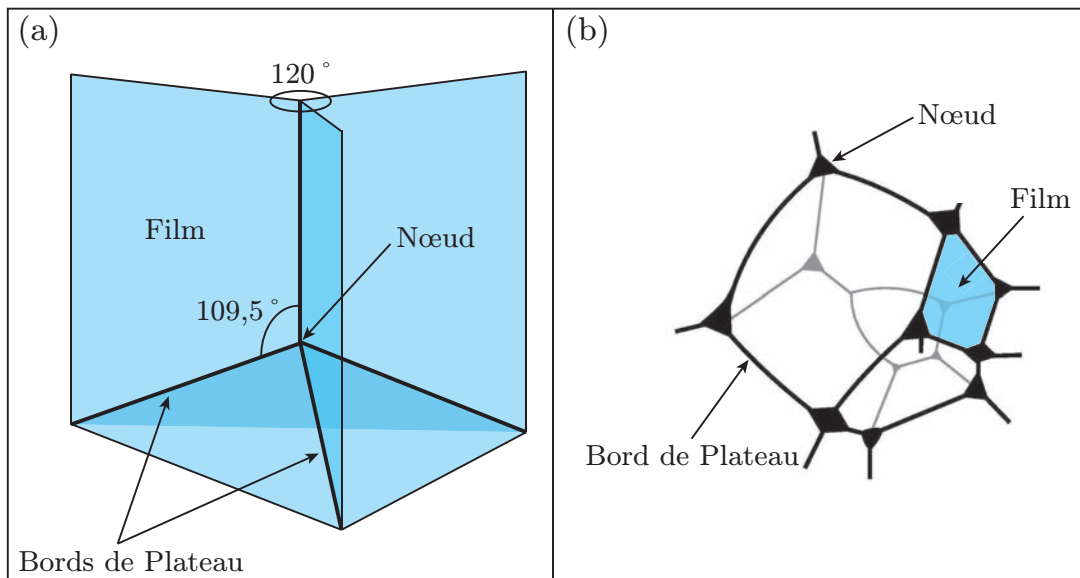 (a)
120°
Film
Nœud
109,5°
Bords de Plateau
(b)
Nœud
Film
Bord de Plateau